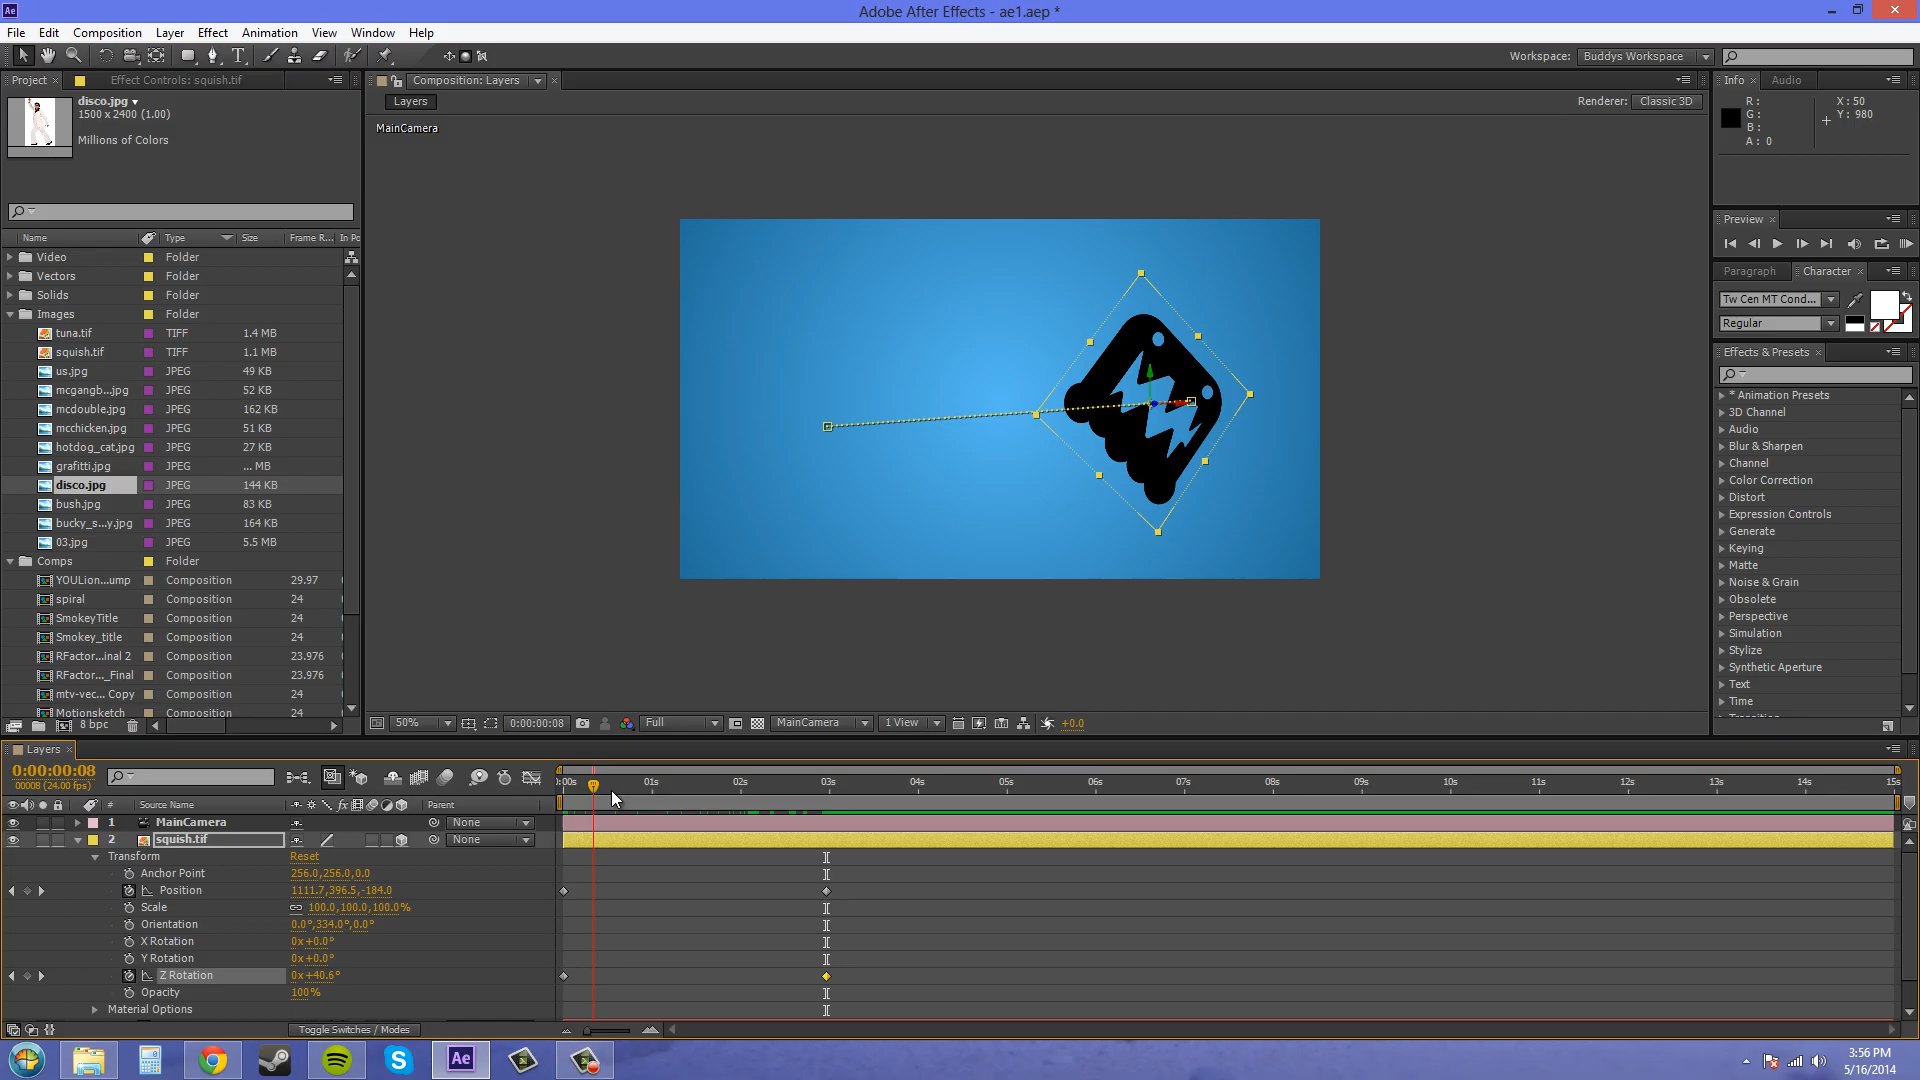 Adobe After Effects - ae1.aep *
File Edit Composition Layer Effect Animation View Window Help
Workspace: Buddys Workspace
Project Effect Controls: squish.tif
Composition: Layers
Info Audio
disco.jpg
1500 x 2400 (1.00)
Millions of Colors
Layers
Renderer: Classic 3D
MainCamera
R:
G:
B:
A: 0
X: 50
Y: 980
Preview
Paragraph Character
Tw Cen MT Cond...
Regular
Effects & Presets
* Animation Presets
3D Channel
Audio
Blur & Sharpen
Channel
Color Correction
Distort
Expression Controls
Generate
Keying
Matte
Noise & Grain
Obsolete
Perspective
Simulation
Stylize
Synthetic Aperture
Text
Time
Name Type Size Frame R... In Po
Video Folder
Vectors Folder
Solids Folder
Images Folder
tuna.tif TIFF 1.4 MB
squish.tif TIFF 1.1 MB
us.jpg JPEG 49 KB
mcgangb...jpg JPEG 52 KB
mcdouble.jpg JPEG 162 KB
mcchicken.jpg JPEG 51 KB
hotdog_cat.jpg JPEG 27 KB
grafitti.jpg JPEG ... MB
disco.jpg JPEG 144 KB
bush.jpg JPEG 83 KB
bucky_s...y.jpg JPEG 164 KB
03.jpg JPEG 5.5 MB
Comps Folder
YOULion...ump Composition 29.97
spiral Composition 24
SmokeyTitle Composition 24
Smokey_title Composition 24
RFactor...inal 2 Composition 23.976
RFactor..._Final Composition 23.976
mtv-vec... Copy Composition 24
Motionsketch Composition 24
8 bpc
50% 0:00:00:08 Full MainCamera 1 View +0.0
Layers
0:00:00:08
00008 (24.00 fps)
:00s 01s 02s 03s 04s 05s 06s 07s 08s 09s 10s 11s 12s 13s 14s 15s
# Source Name Parent
1 MainCamera None
2 squish.tif None
Transform Reset
Anchor Point 256.0,256.0,0.0
Position 1111.7,396.5,-184.0
Scale 100.0,100.0,100.0%
Orientation 0.0°,334.0°,0.0°
X Rotation 0x+0.0°
Y Rotation 0x+0.0°
Z Rotation 0x+40.6°
Opacity 100%
Material Options
Toggle Switches / Modes
3:56 PM
5/16/2014